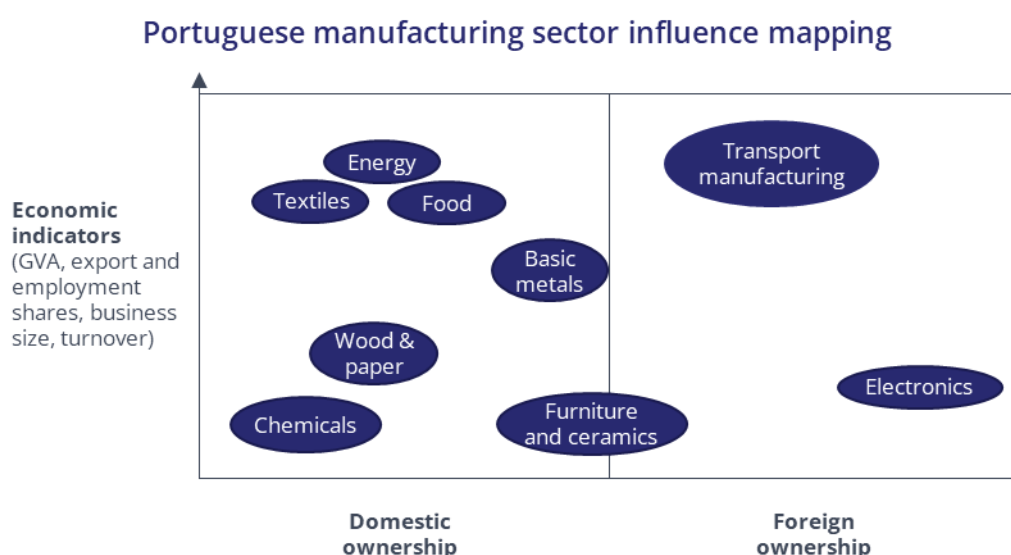 Portuguese manufacturing sector influence mapping
Economic
indicators
(GVA, export and
employment
shares, business
size, turnover)
Energy
Textiles
Food
Basic
metals
Wood &
paper
Chemicals
Furniture
and ceramics
Transport
manufacturing
Electronics
Domestic
ownership
Foreign
ownership